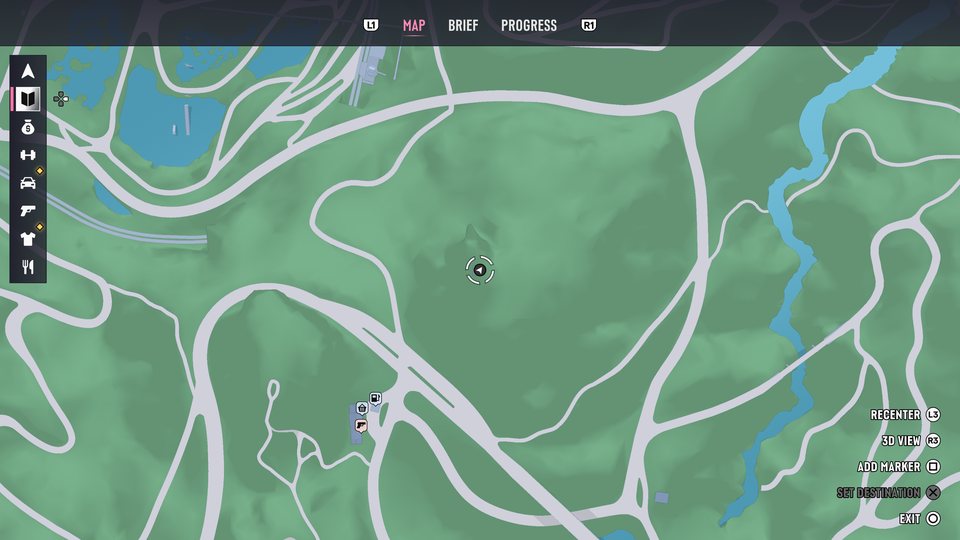 L1 MAP BRIEF PROGRESS R1
RECENTER L3
3D VIEW R3
ADD MARKER
SET DESTINATION
EXIT